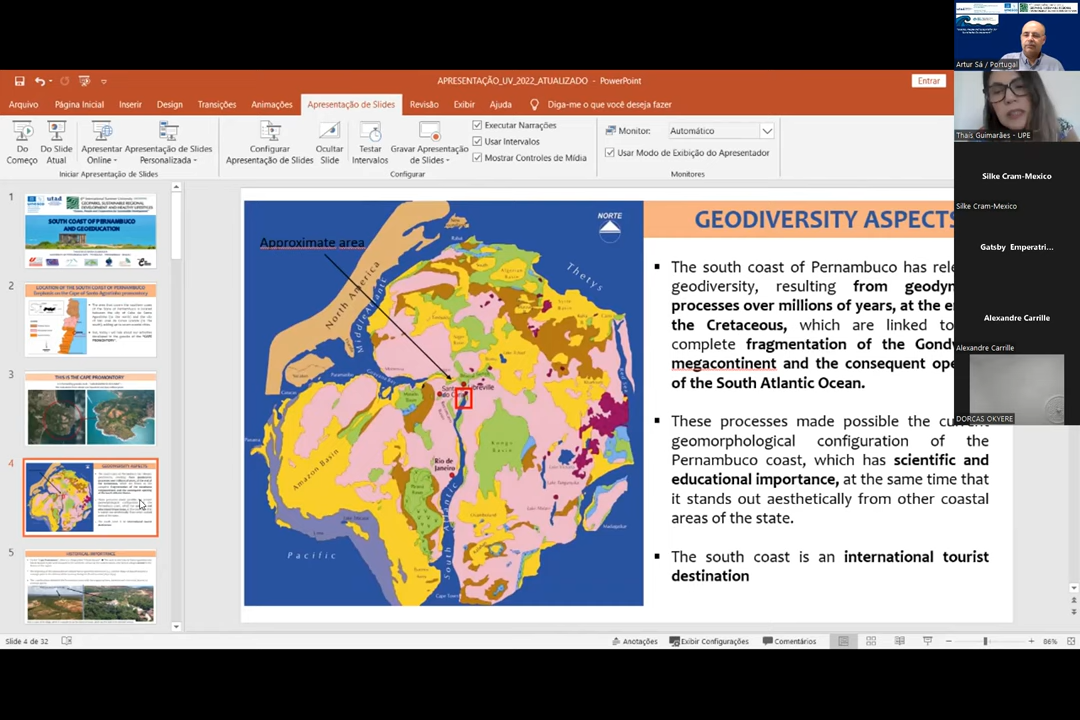 Artur Sá / Portugal
APRESENTAÇÃO_UV_2022_ATUALIZADO - PowerPoint
Entrar
Arquivo Página Inicial Inserir Design Transições Animações Apresentação de Slides Revisão Exibir Ajuda Diga-me o que você deseja fazer
Thais Guimarães - UPE
Do Começo
Do Slide Atual
Apresentar Online
Apresentação de Slides Personalizada
Configurar Apresentação de Slides
Ocultar Slide
Testar Intervalos
Gravar Apresentação de Slides
Executar Narrações
Usar Intervalos
Mostrar Controles de Mídia
Monitor: Automático
Usar Modo de Exibição do Apresentador
Iniciar Apresentação de Slides
Configurar
Monitores
Silke Cram-Mexico
Silke Cram-Mexico
Gatsby Emperatri...
Alexandre Carrille
Alexandre Carrille
DORCAS OKYERE
1
SOUTH COAST OF PERNAMBUCO
AND GEOEDUCATION
2
3
THIS IS THE CAPE PROMONTORY
4
GEODIVERSITY ASPECTS
5
HISTORICAL IMPORTANCE
Approximate area
NORTE
North America
Middle Atlantic
Thetys
Amazon Basin
Rio de
Janeiro
South Atlantic
Pacific
GEODIVERSITY ASPECTS
The south coast of Pernambuco has rele
geodiversity, resulting from geodyn
processes over millions of years, at the e
the Cretaceous, which are linked to
complete fragmentation of the Gond
megacontinent and the consequent ope
of the South Atlantic Ocean.
These processes made possible the cu
geomorphological configuration of the
Pernambuco coast, which has scientific and
educational importance, at the same time that
it stands out aesthetically from other coastal
areas of the state.
The south coast is an international tourist
destination
Slide 4 de 32
Anotações Exibir Configurações Comentários
86%